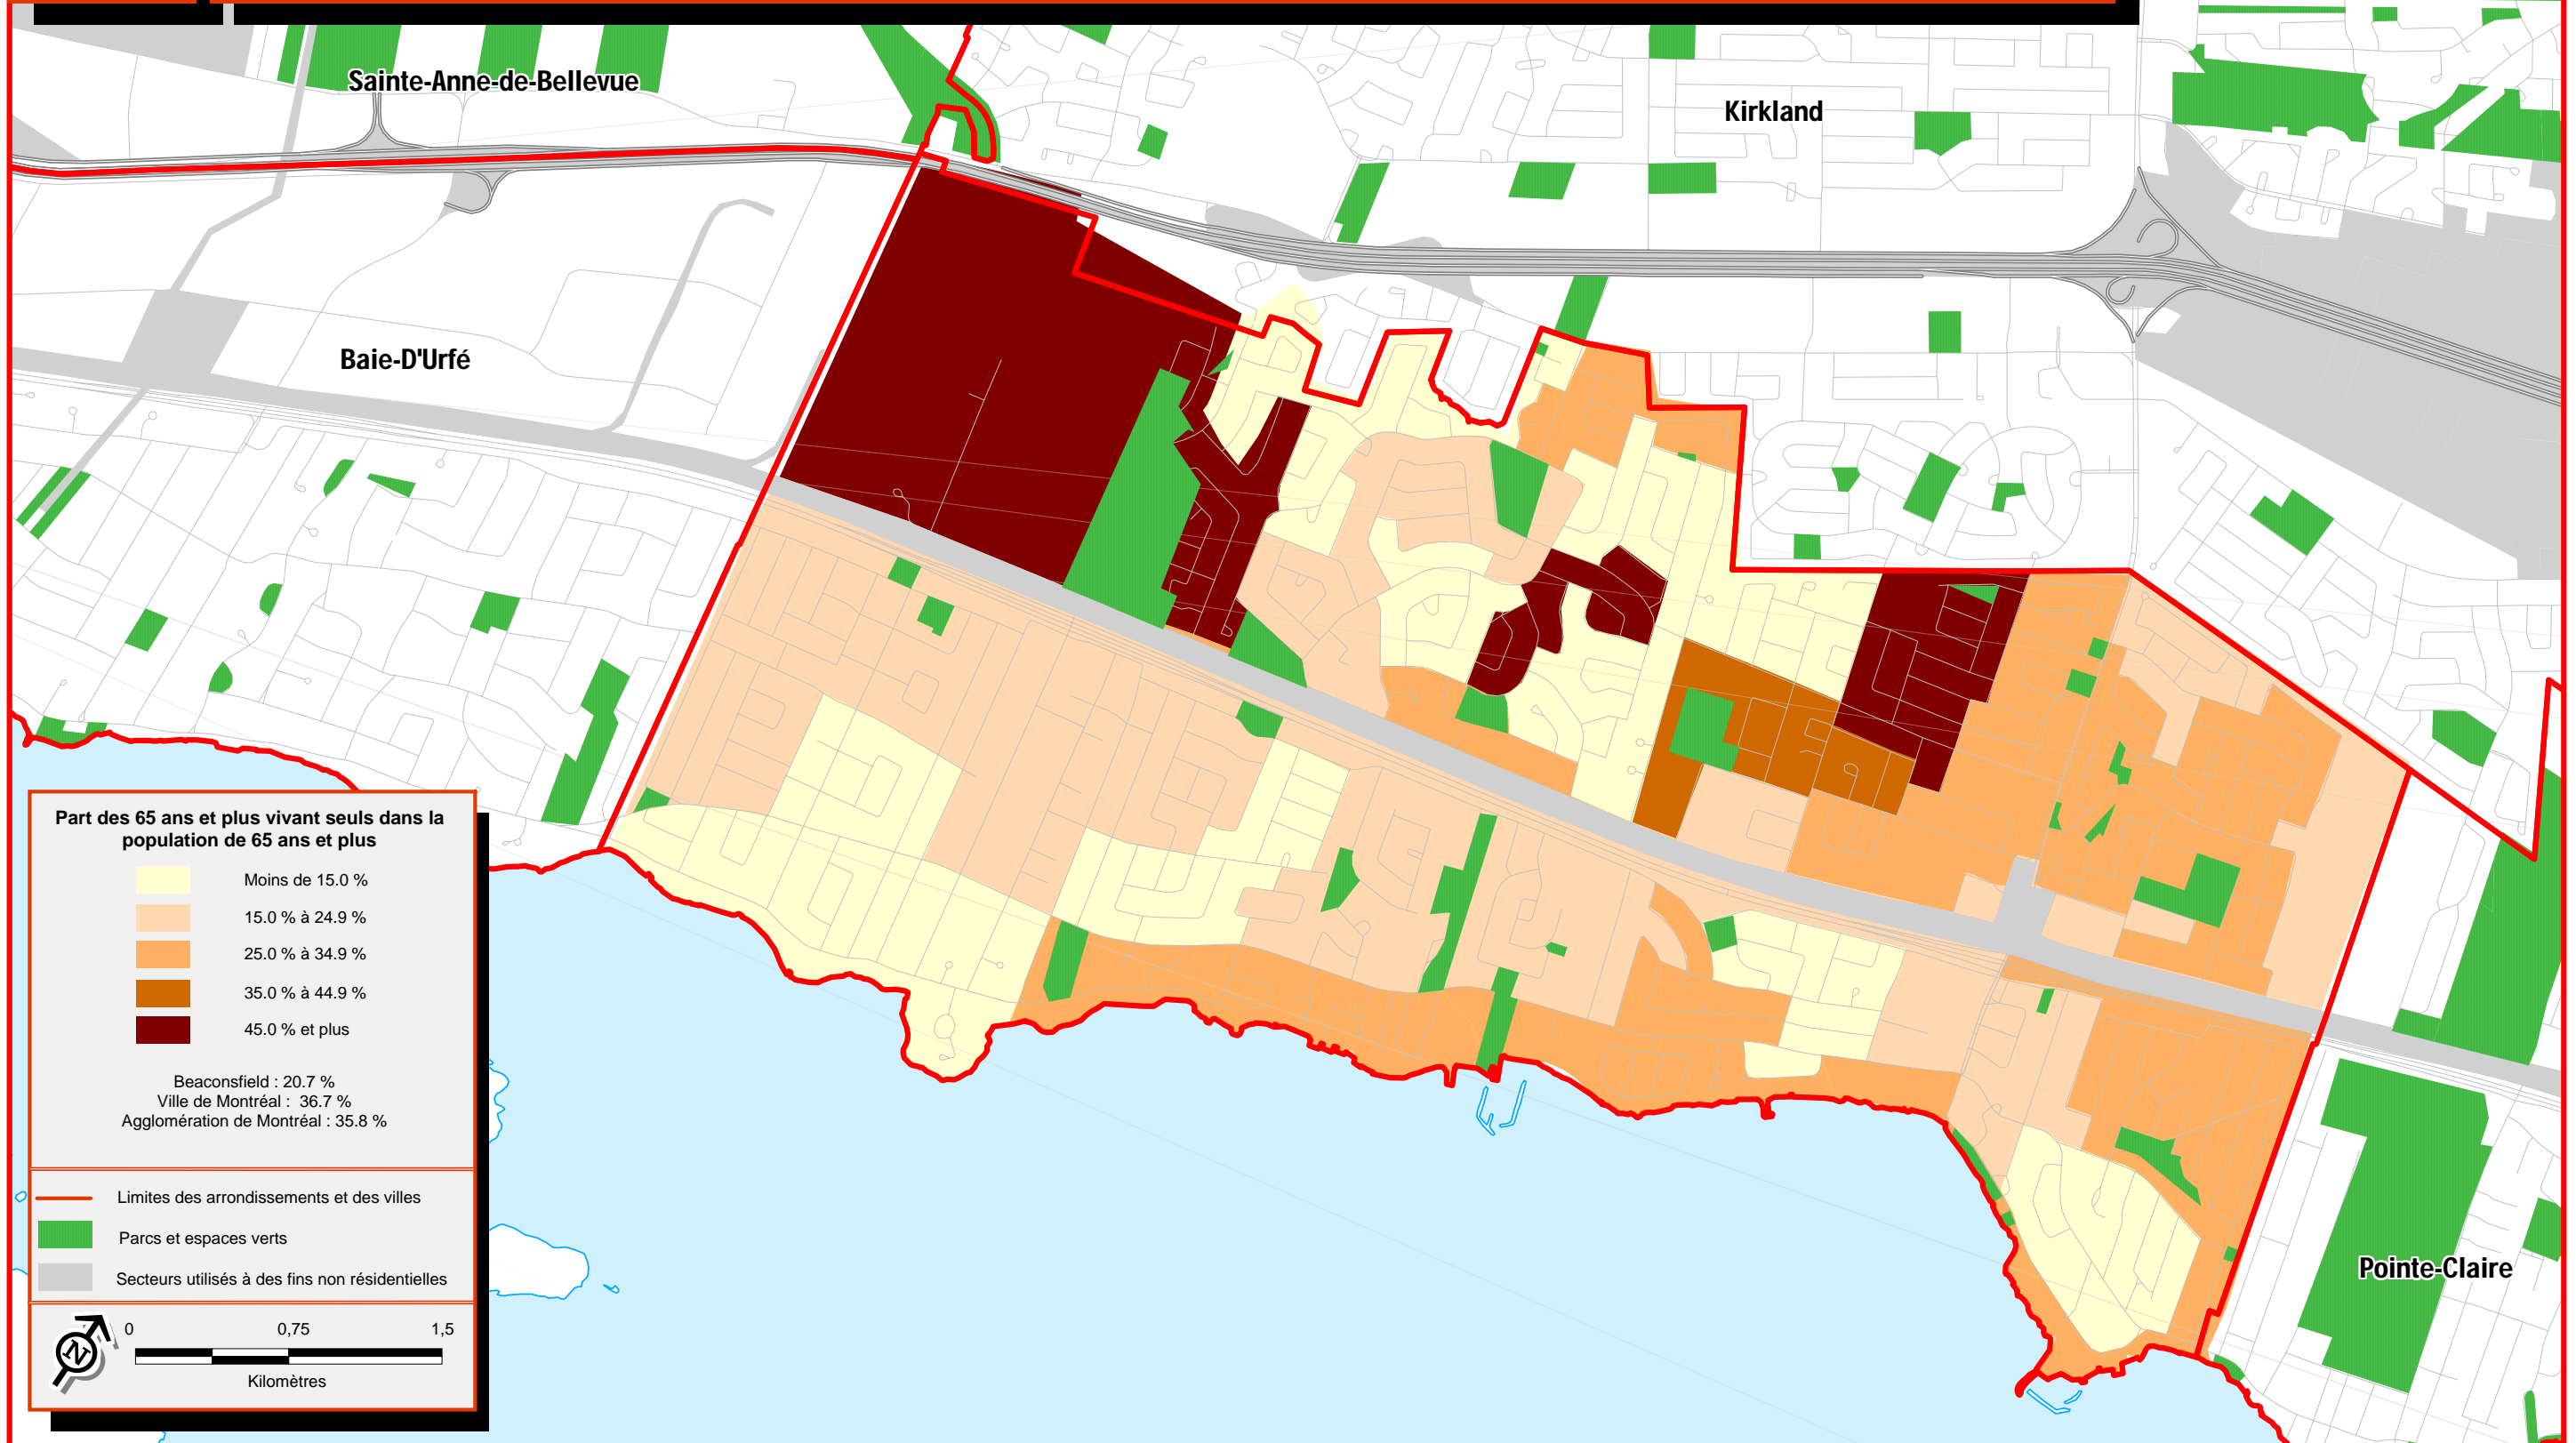 Sainte-Anne-de-Bellevue
Kirkland
Baie-D'Urfé
Pointe-Claire
Part des 65 ans et plus vivant seuls dans la
population de 65 ans et plus
Moins de 15.0 %
15.0 % à 24.9 %
25.0 % à 34.9 %
35.0 % à 44.9 %
45.0 % et plus
Beaconsfield : 20.7 %
Ville de Montréal : 36.7 %
Agglomération de Montréal : 35.8 %
Limites des arrondissements et des villes
Parcs et espaces verts
Secteurs utilisés à des fins non résidentielles
N
0 0,75 1,5
Kilomètres